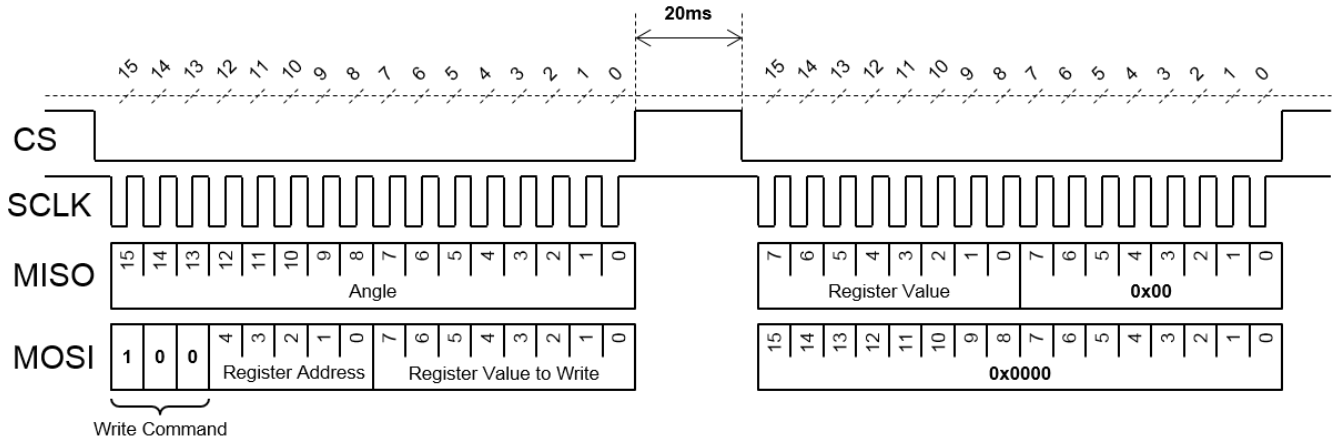 20ms
15 14 13 12 11 10 9 8 7 6 5 4 3 2 1 0 15 14 13 12 11 10 9 8 7 6 5 4 3 2 1 0
CS
SCLK
MISO 15 14 13 12 11 10 9 8 7 6 5 4 3 2 1 0 7 6 5 4 3 2 1 0 7 6 5 4 3 2 1 0
Angle Register Value 0x00
MOSI 1 0 0 4 3 2 1 0 7 6 5 4 3 2 1 0 15 14 13 12 11 10 9 8 7 6 5 4 3 2 1 0
Register Address Register Value to Write 0x0000
Write Command